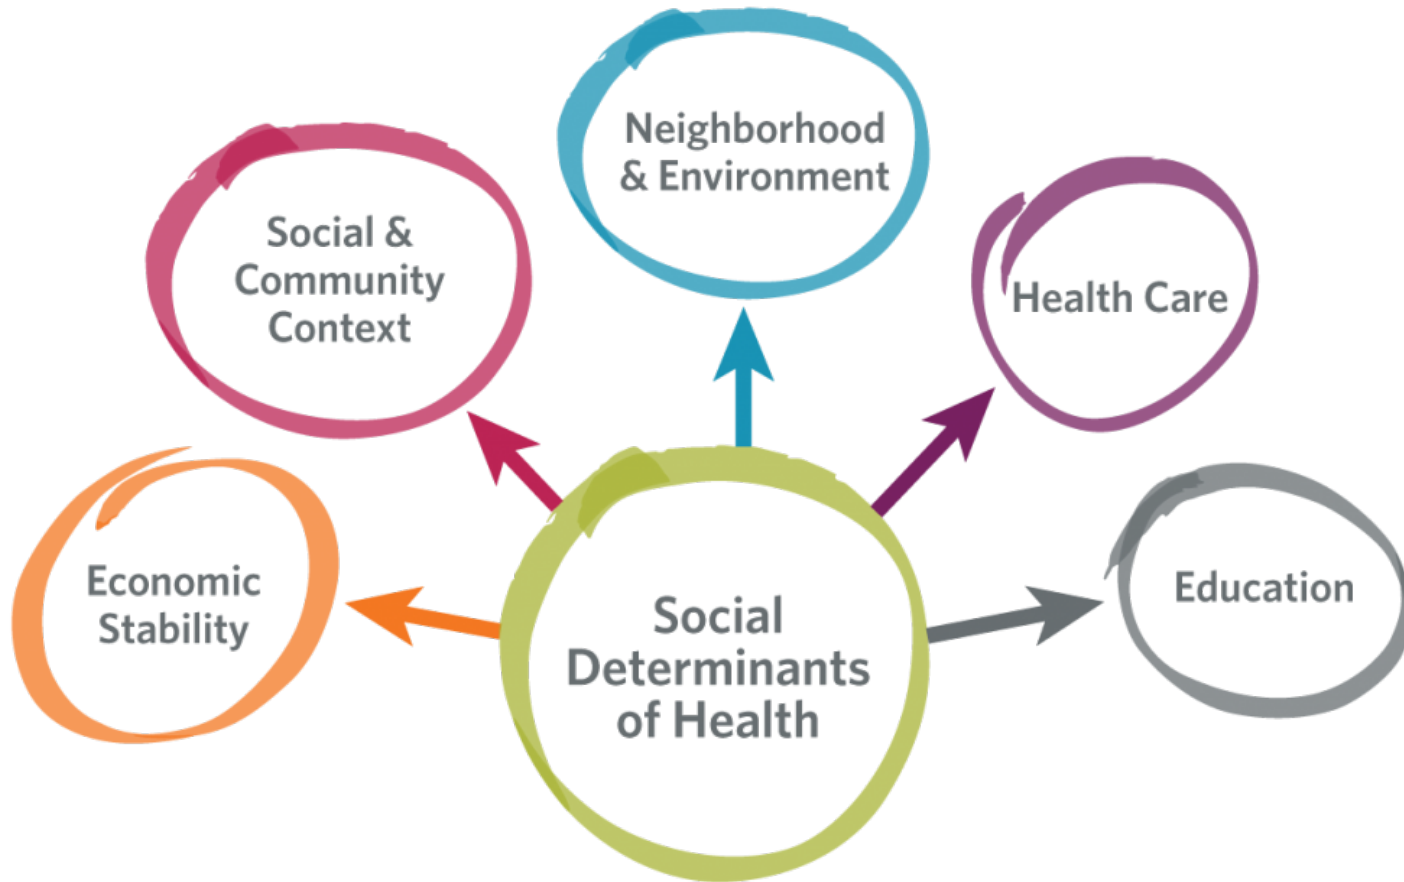 Neighborhood
& Environment
Social &
Community
Context
Health Care
Economic
Stability
Education
Social
Determinants
of Health